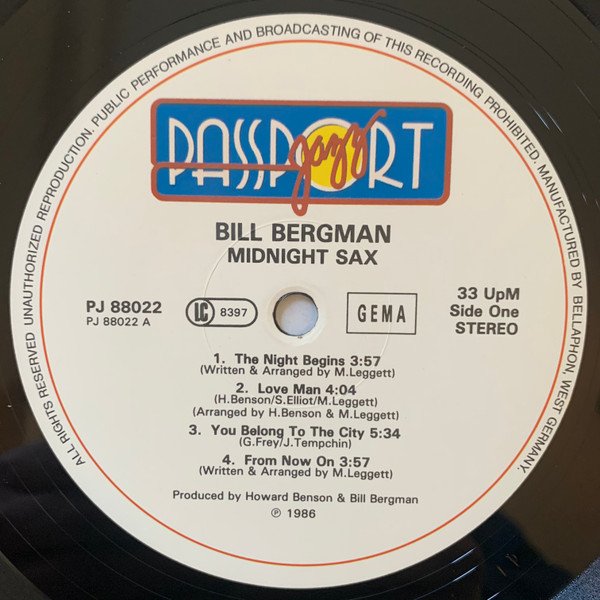 ALL RIGHTS RESERVED UNAUTHORIZED REPRODUCTION. PUBLIC PERFORMANCE AND BROADCASTING OF THIS RECORDING PROHIBITED. MANUFACTURED BY BELLAPHON, WEST GERMANY.
PASSPORT
jazz
BILL BERGMAN
MIDNIGHT SAX
PJ 88022
PJ 88022 A
LC 8397
GEMA
33 UpM
Side One
STEREO
1. The Night Begins 3:57
(Written & Arranged by M.Leggett)
2. Love Man 4:04
(H.Benson/S.Elliot/M.Leggett)
(Arranged by H.Benson & M.Leggett)
3. You Belong To The City 5:34
(G.Frey/J.Tempchin)
4. From Now On 3:57
(Written & Arranged by M.Leggett)
Produced by Howard Benson & Bill Bergman
℗ 1986